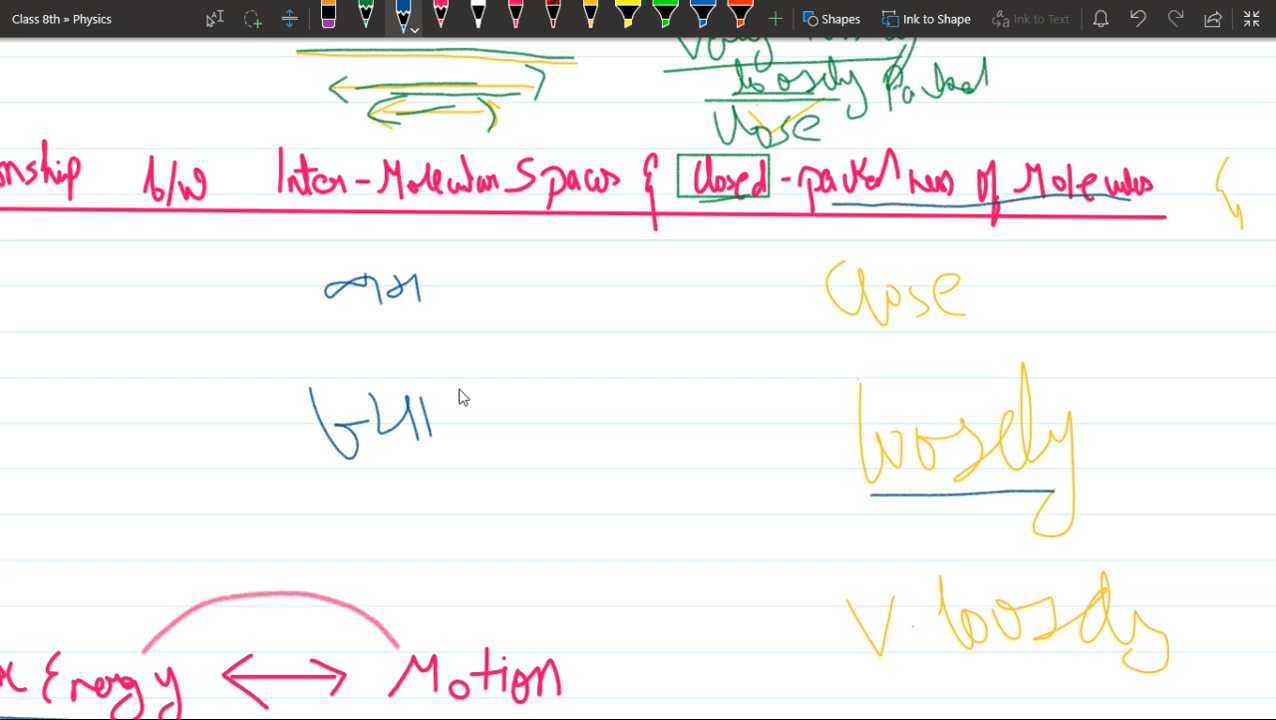 Class 8th » Physics
Shapes
Ink to Shape
Ink to Text
loosely Packed
Close
onship b/w Inter-Molecular Spaces & Closed-packedness of Molecules
Close
loosely
V. loosely
Energy ↔ Motion